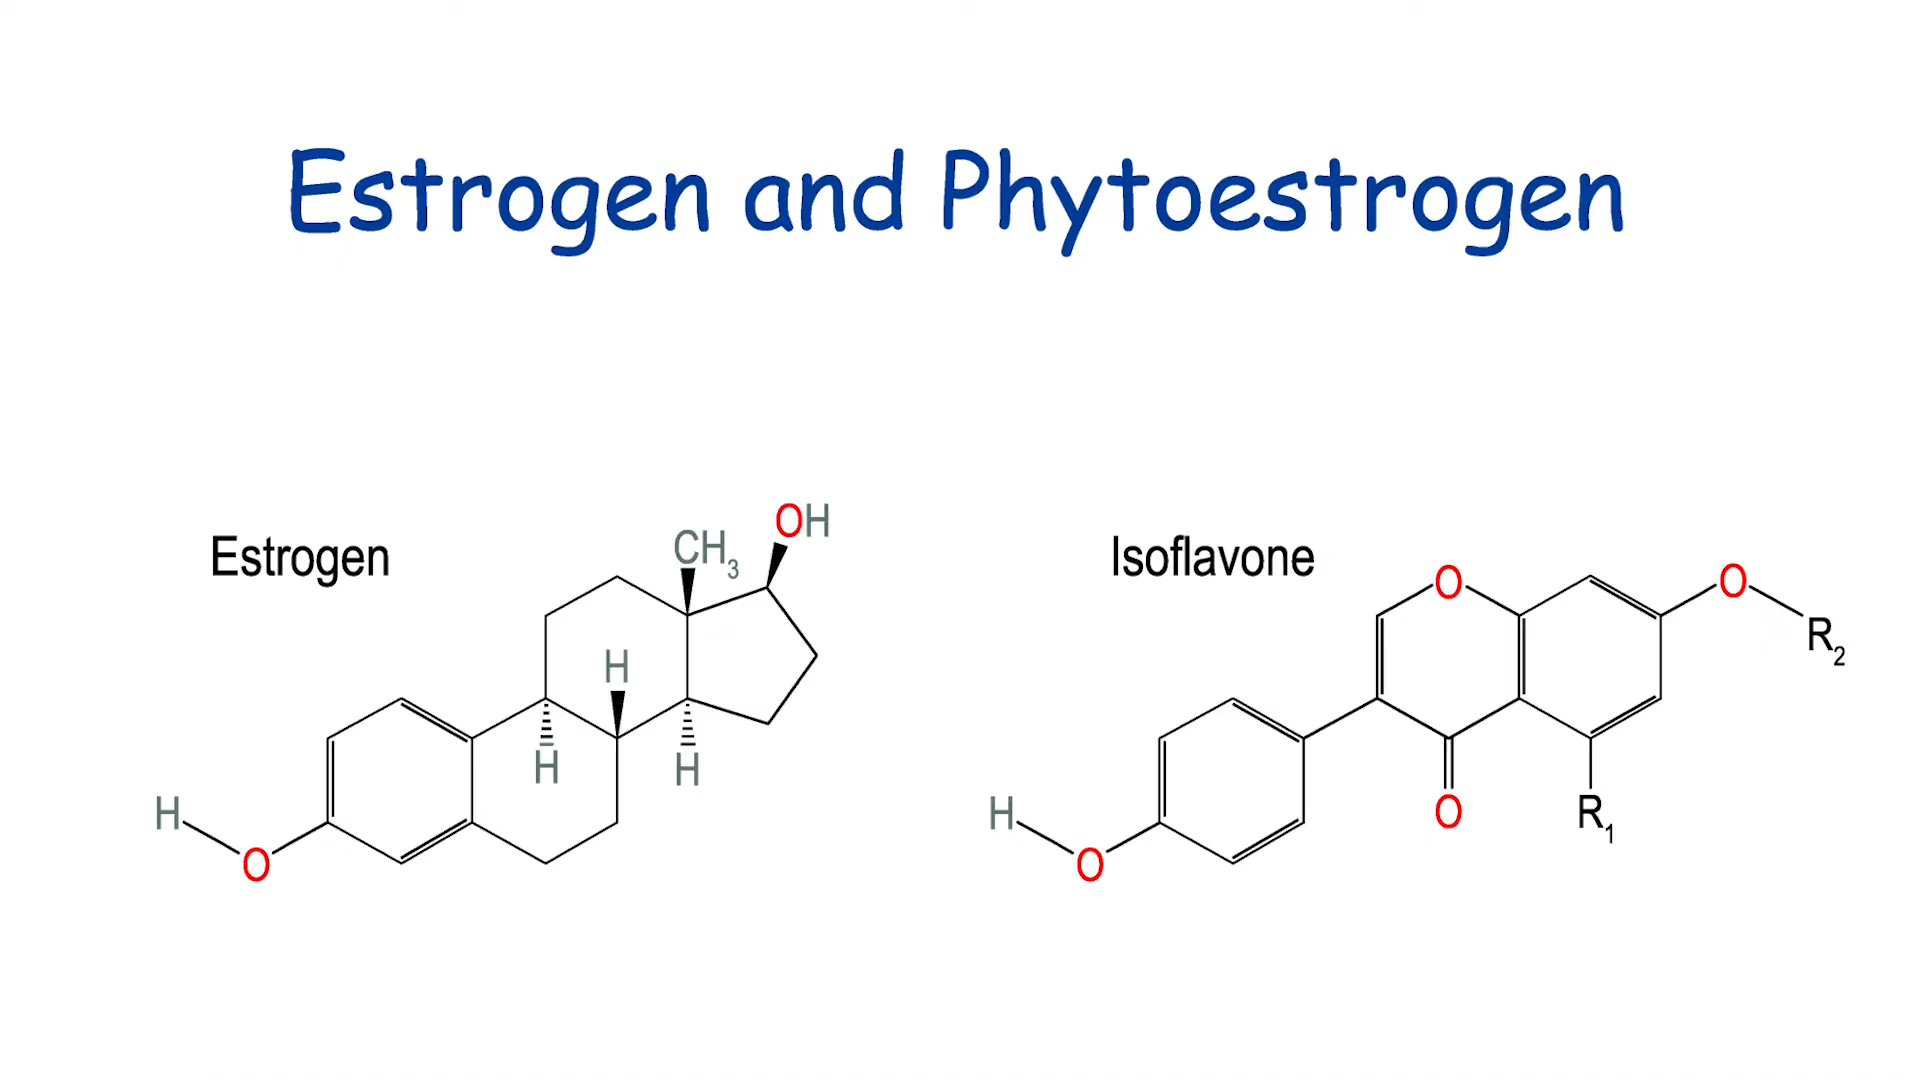 Estrogen and Phytoestrogen
Estrogen
CH3
OH
H
H
H
H
O
Isoflavone
O
O
R2
H
O
O
R1